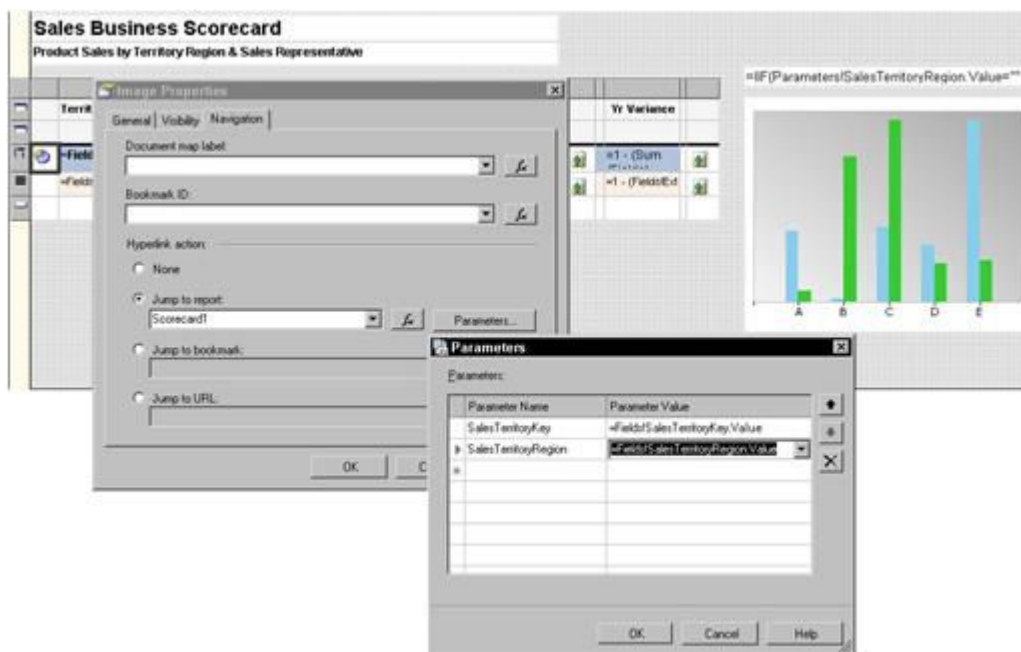 Sales Business Scorecard
Product Sales by Territory Region & Sales Representative
=IIF(Parameters!SalesTerritoryRegion.Value=""
Image Properties
Territ
Yr Variance
General Visibility Navigation
Document map label:
=Field
=1 - (Sum
=Fields
=1 - (Fields!Ext
Bookmark ID:
Hyperlink action:
None
Jump to report:
Scorecard1
Parameters...
A B C D E
Jump to bookmark:
Jump to URL:
OK C
Parameters
Parameters:
Parameter Name Parameter Value
SalesTerritoryKey =Fields!SalesTerritoryKey.Value
SalesTerritoryRegion =Fields!SalesTerritoryRegion.Value
OK Cancel Help